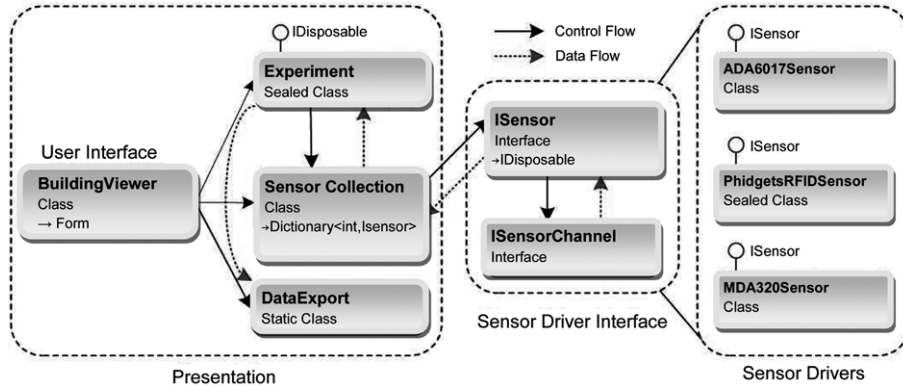 IDisposable
Experiment
Sealed Class
User Interface
BuildingViewer
Class
→ Form
Sensor Collection
Class
→Dictionary<int,Isensor>
DataExport
Static Class
Presentation
Control Flow
Data Flow
ISensor
Interface
→IDisposable
ISensorChannel
Interface
Sensor Driver Interface
ISensor
ADA6017Sensor
Class
ISensor
PhidgetsRFIDSensor
Sealed Class
ISensor
MDA320Sensor
Class
Sensor Drivers